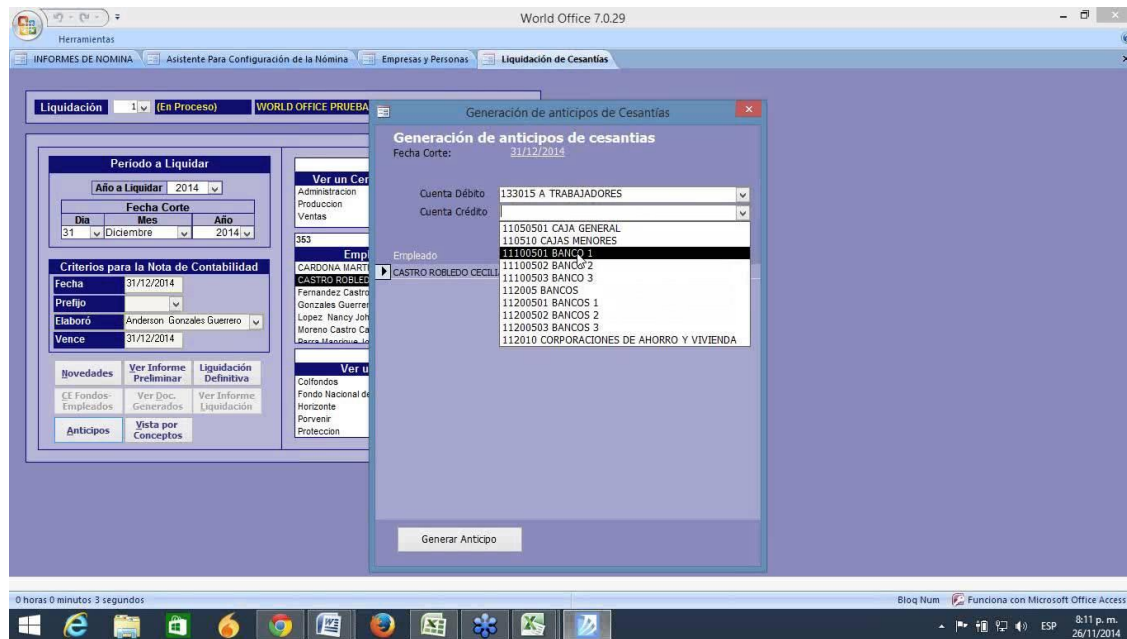 World Office 7.0.29
Herramientas
INFORMES DE NOMINA
Asistente Para Configuración de la Nómina
Empresas y Personas
Liquidación de Cesantías
Liquidación 1 (En Proceso) WORLD OFFICE PRUEBA
Período a Liquidar
Año a Liquidar 2014
Fecha Corte
Dia Mes Año
31 Diciembre 2014
Criterios para la Nota de Contabilidad
Fecha 31/12/2014
Prefijo
Elaboró Anderson Gonzales Guerrero
Vence 31/12/2014
Novedades
Ver Informe Preliminar
Liquidación Definitiva
CE Fondos-Empleados
Ver Doc. Generados
Ver Informe Liquidación
Anticipos
Vista por Conceptos
Ver un Cer
Administracion
Produccion
Ventas
353
Empl
CARDONA MARTI
CASTRO ROBLED
Fernandez Castro
Gonzales Guerrer
Lopez Nancy Joh
Moreno Castro Ca
Parra Manrique
Ver u
Colfondos
Fondo Nacional de
Horizonte
Porvenir
Proteccion
Generación de anticipos de Cesantías
Generación de anticipos de cesantias
Fecha Corte: 31/12/2014
Cuenta Débito 133015 A TRABAJADORES
Cuenta Crédito
11050501 CAJA GENERAL
110510 CAJAS MENORES
11100501 BANCO 1
11100502 BANCO 2
11100503 BANCO 3
112005 BANCOS
11200501 BANCOS 1
11200502 BANCOS 2
11200503 BANCOS 3
112010 CORPORACIONES DE AHORRO Y VIVIENDA
Empleado
CASTRO ROBLEDO CECILI
Generar Anticipo
0 horas 0 minutos 3 segundos
Bloq Num
Funciona con Microsoft Office Access
ESP
8:11 p. m.
26/11/2014